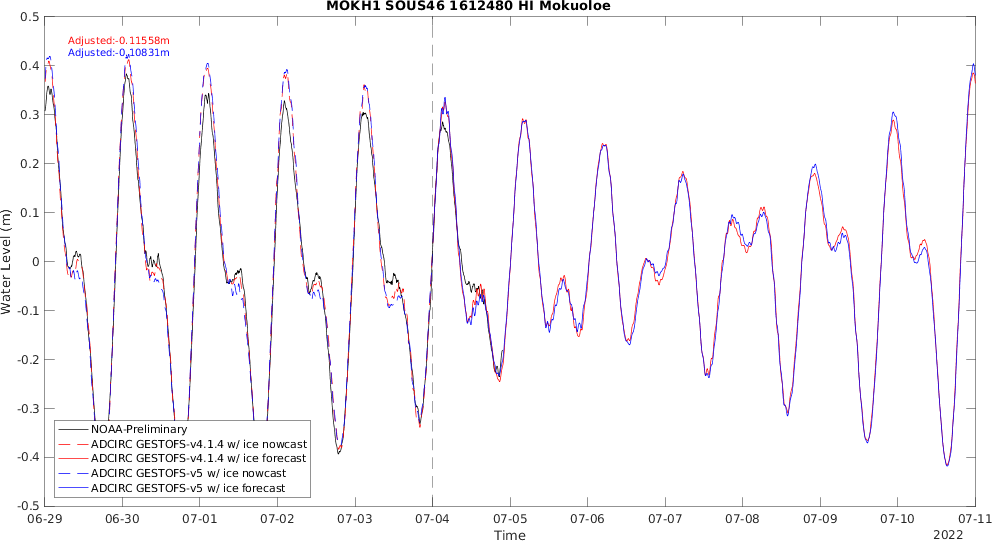 MOKH1 SOUS46 1612480 HI Mokuoloe
Adjusted:-0.11558m
Adjusted:-0.10831m
0.5
0.4
0.3
0.2
0.1
0
-0.1
-0.2
-0.3
-0.4
-0.5
Water Level (m)
NOAA-Preliminary
ADCIRC GESTOFS-v4.1.4 w/ ice nowcast
ADCIRC GESTOFS-v4.1.4 w/ ice forecast
ADCIRC GESTOFS-v5 w/ ice nowcast
ADCIRC GESTOFS-v5 w/ ice forecast
06-29 06-30 07-01 07-02 07-03 07-04 07-05 07-06 07-07 07-08 07-09 07-10 07-11
Time
2022